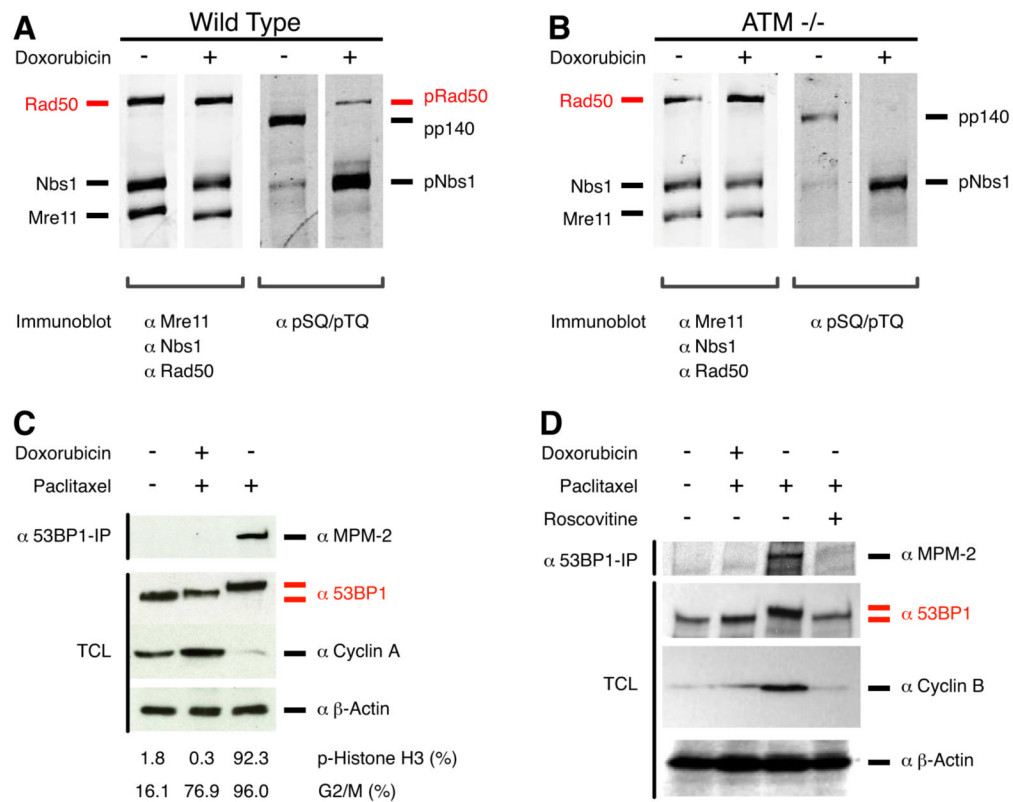 A
Wild Type
Doxorubicin - + - +
Rad50
pRad50
pp140
Nbs1
pNbs1
Mre11
Immunoblot
α Mre11
α Nbs1
α Rad50
α pSQ/pTQ
B
ATM -/-
Doxorubicin - + - +
Rad50
pp140
Nbs1
pNbs1
Mre11
Immunoblot
α Mre11
α Nbs1
α Rad50
α pSQ/pTQ
C
Doxorubicin - + -
Paclitaxel - + +
α 53BP1-IP
α MPM-2
α 53BP1
TCL
α Cyclin A
α β-Actin
1.8 0.3 92.3 p-Histone H3 (%)
16.1 76.9 96.0 G2/M (%)
D
Doxorubicin - + - -
Paclitaxel - + + +
Roscovitine - - - +
α 53BP1-IP
α MPM-2
α 53BP1
TCL
α Cyclin B
α β-Actin